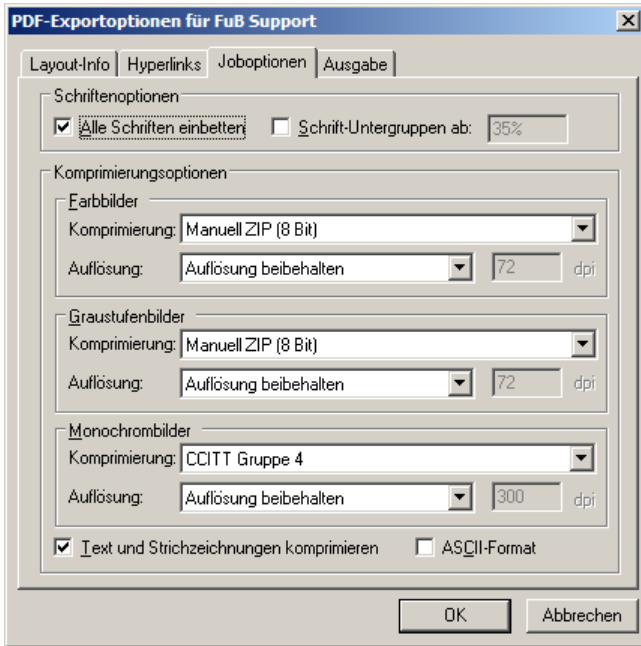 PDF-Exportoptionen für FuB Support
Layout-Info Hyperlinks Joboptionen Ausgabe
Schriftenoptionen
Alle Schriften einbetten Schrift-Untergruppen ab: 35%
Komprimierungsoptionen
Farbbilder
Komprimierung: Manuell ZIP (8 Bit)
Auflösung: Auflösung beibehalten 72 dpi
Graustufenbilder
Komprimierung: Manuell ZIP (8 Bit)
Auflösung: Auflösung beibehalten 72 dpi
Monochrombilder
Komprimierung: CCITT Gruppe 4
Auflösung: Auflösung beibehalten 300 dpi
Text und Strichzeichnungen komprimieren ASCII-Format
OK Abbrechen